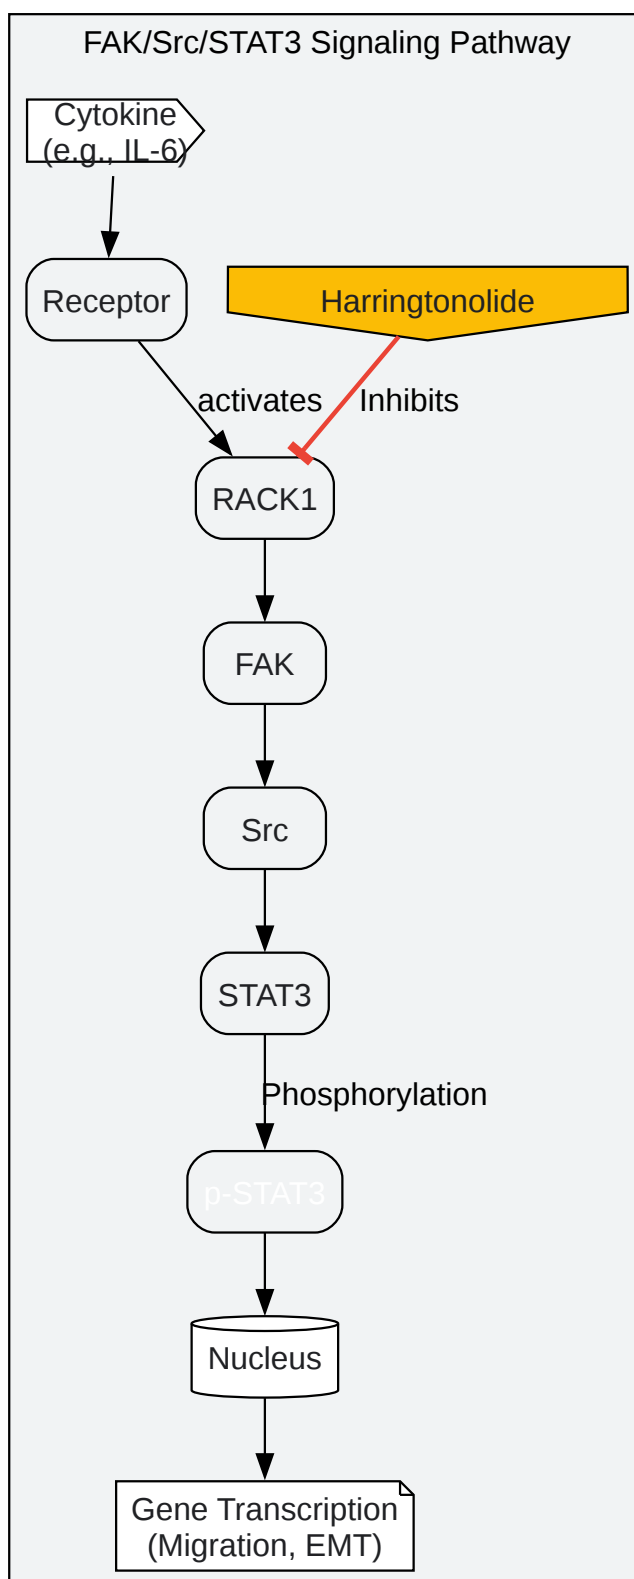 FAK/Src/STAT3 Signaling Pathway
Cytokine
(e.g., IL-6)
Receptor
Harringtonolide
activates
Inhibits
RACK1
FAK
Src
STAT3
Phosphorylation
p-STAT3
Nucleus
Gene Transcription
(Migration, EMT)